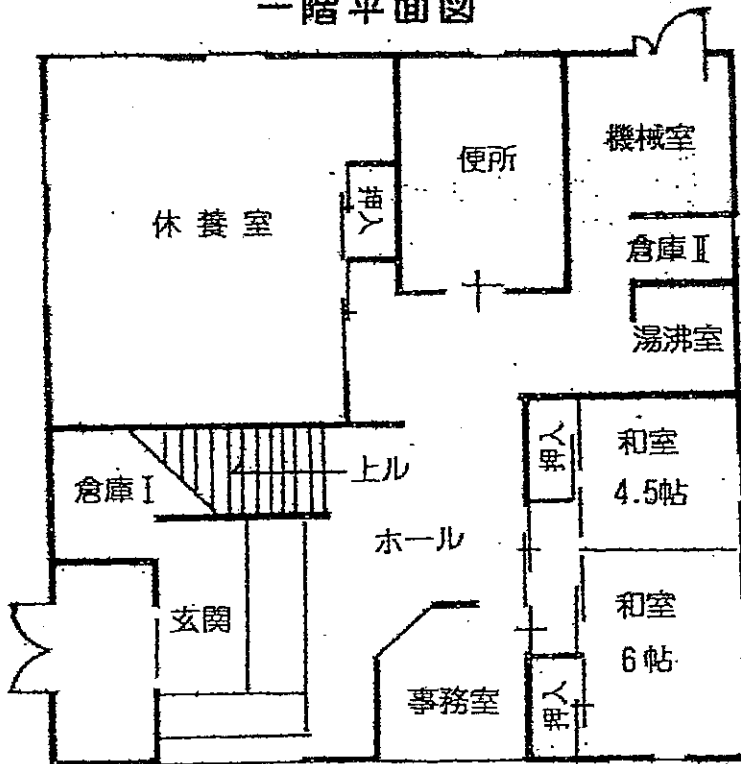 一階平面図
便所
機械室
押入
休養室
倉庫Ⅱ
湯沸室
押入
和室
4.5帖
上ル
倉庫Ⅰ
ホール
和室
6帖
玄関
事務室
押入